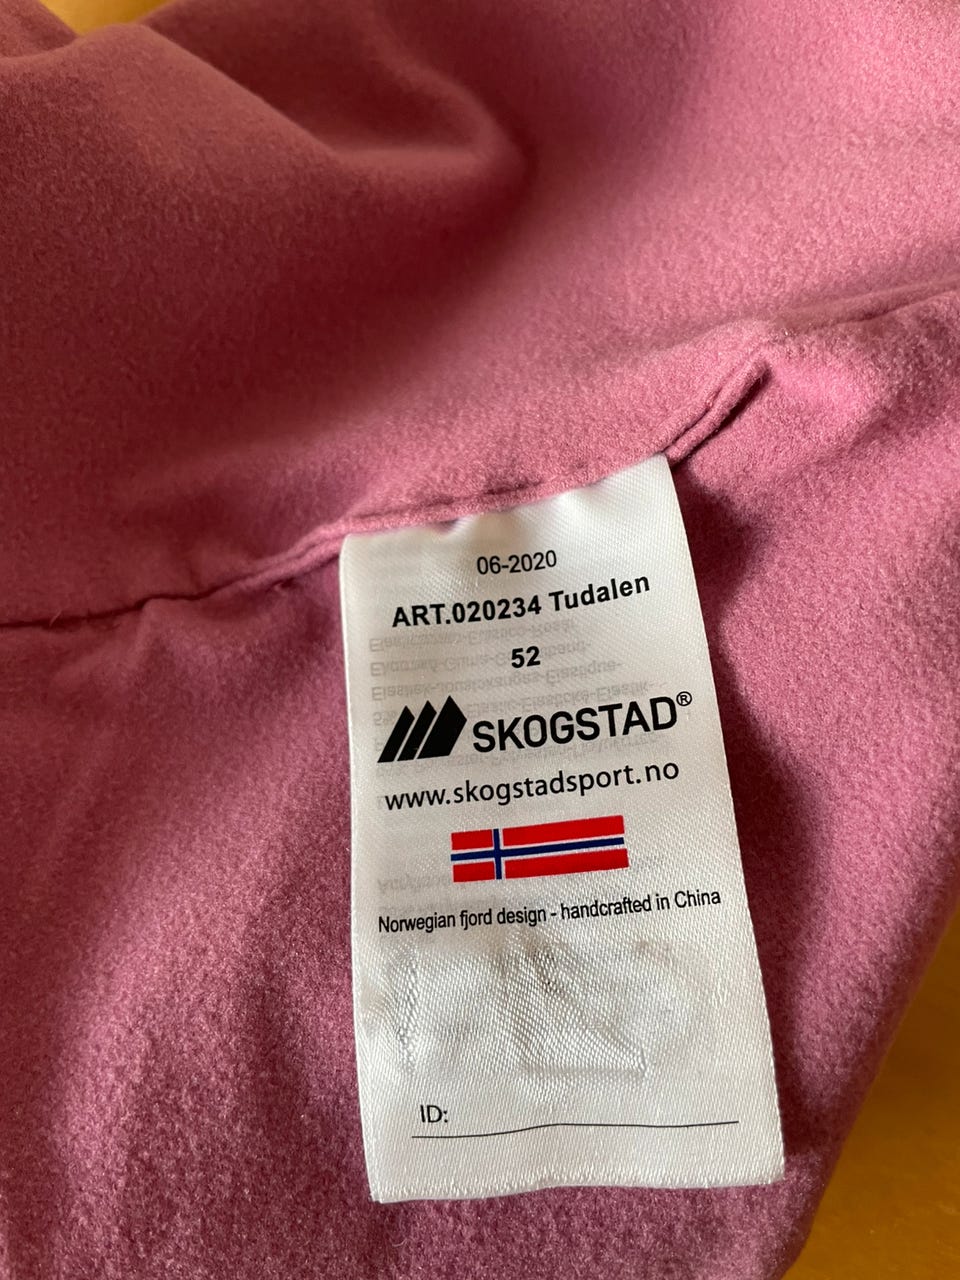 06-2020
ART.020234 Tudalen
52
SKOGSTAD®
www.skogstadsport.no
Norwegian fjord design - handcrafted in China
ID: